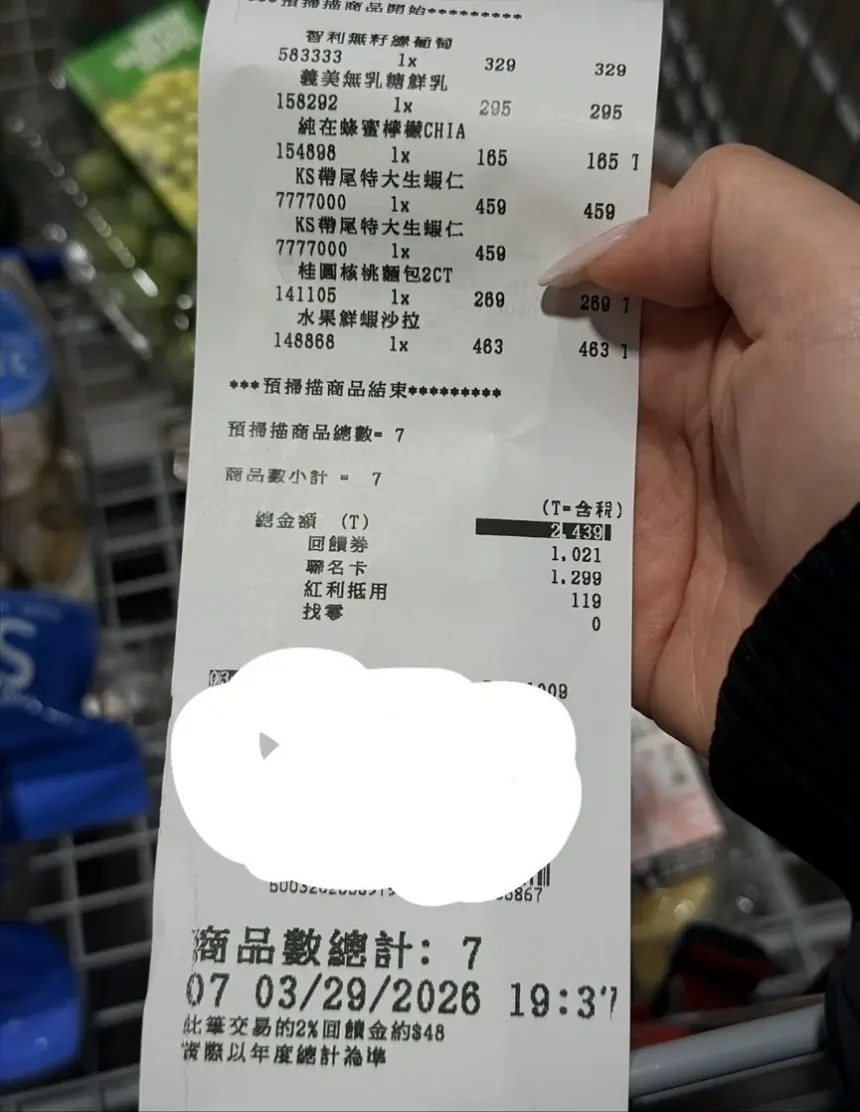 ***預掃描商品開始*********
智利無籽綠葡萄
583333 1x 329 329
義美無乳糖鮮乳
158292 1x 295 295
純在蜂蜜檸檬CHIA
154898 1x 165 165 T
KS帶尾特大生蝦仁
7777000 1x 459 459
KS帶尾特大生蝦仁
7777000 1x 459
桂圓核桃麵包2CT
141105 1x 269 269 T
水果鮮蝦沙拉
148868 1x 463 463 T
***預掃描商品結束*********
預掃描商品總數= 7
商品數小計 = 7
(T=含稅)
總金額 (T) 2,439
回饋券 1,021
聯名卡 1,299
紅利抵用 119
找零 0
商品數總計: 7
07 03/29/2026 19:37
此筆交易的2%回饋金約$48
實際以年度總計為準